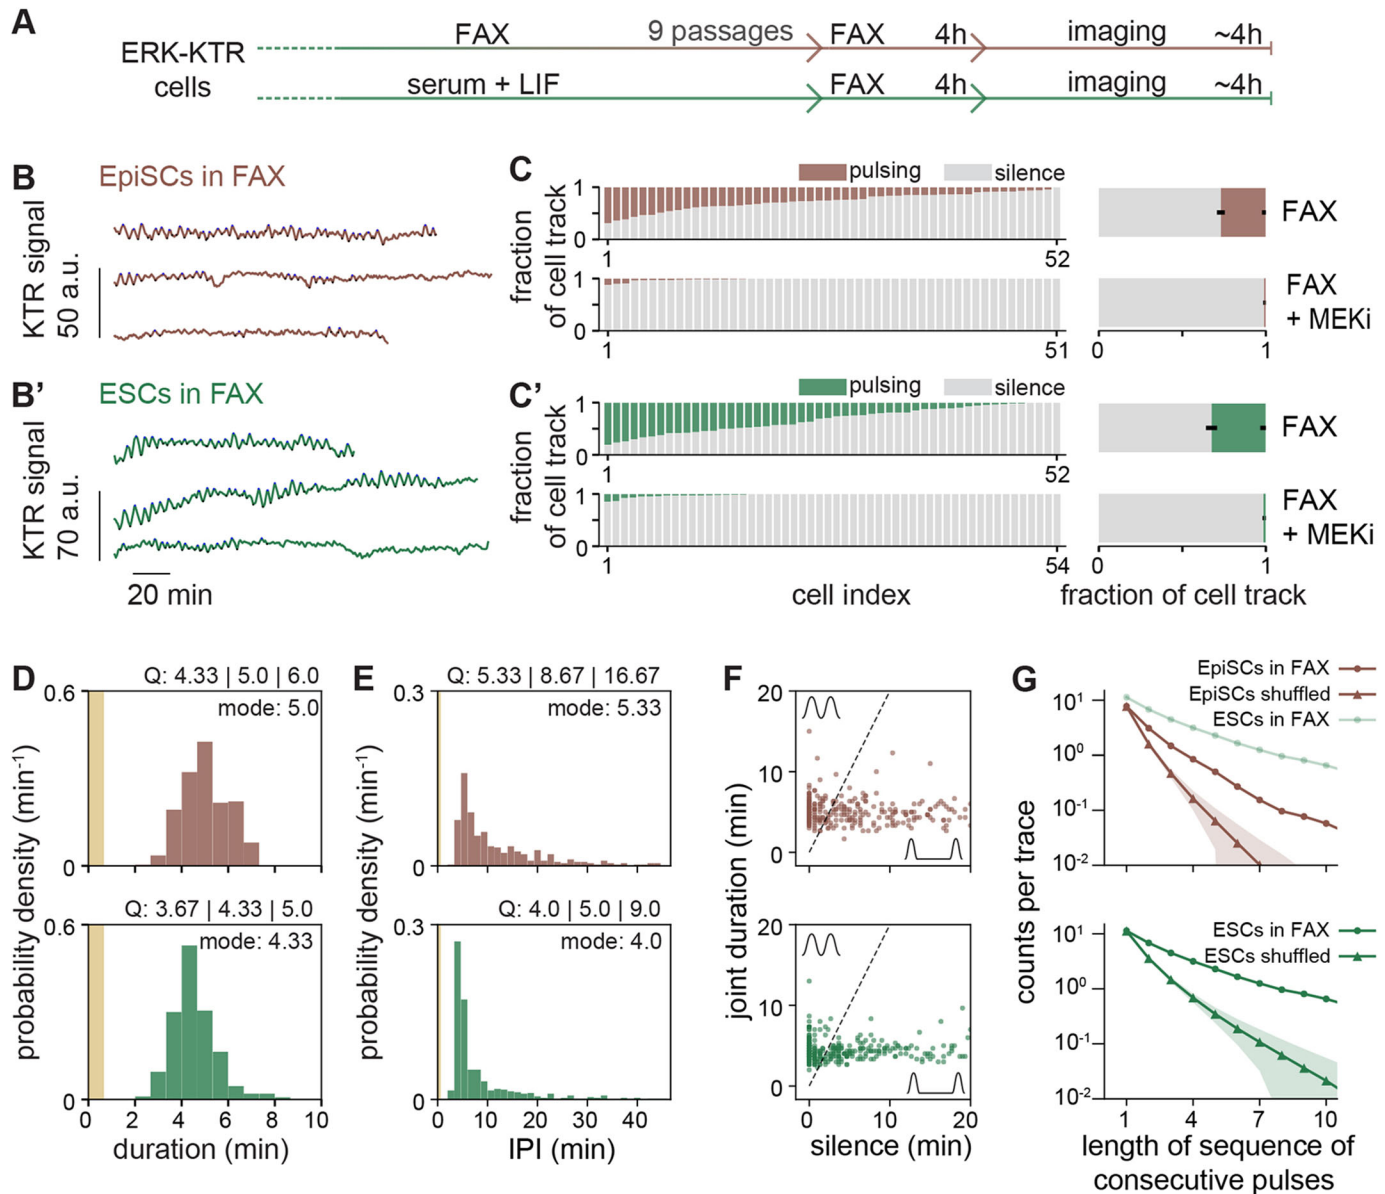 A
ERK-KTR
cells
FAX
9 passages
FAX
4h
imaging
~4h
serum + LIF
FAX
4h
imaging
~4h
B
EpiSCs in FAX
KTR signal
50 a.u.
B'
ESCs in FAX
KTR signal
70 a.u.
20 min
C
pulsing
silence
fraction
of cell track
1
0
1
52
FAX
1
0
1
51
0
1
FAX
+ MEKi
C'
pulsing
silence
fraction
of cell track
1
0
1
52
FAX
1
0
1
54
0
1
FAX
+ MEKi
cell index
fraction of cell track
D
Q: 4.33 | 5.0 | 6.0
mode: 5.0
0.6
0
Q: 3.67 | 4.33 | 5.0
mode: 4.33
0.6
0
probability density (min-1)
0 2 4 6 8 10
duration (min)
E
Q: 5.33 | 8.67 | 16.67
mode: 5.33
0.3
0
Q: 4.0 | 5.0 | 9.0
mode: 4.0
0.3
0
probability density (min-1)
0 10 20 30 40
IPI (min)
F
20
10
0
20
10
0
joint duration (min)
0 10 20
silence (min)
G
EpiSCs in FAX
EpiSCs shuffled
ESCs in FAX
10¹
10⁰
10-1
10-2
ESCs in FAX
ESCs shuffled
10¹
10⁰
10-1
10-2
counts per trace
1 4 7 10
length of sequence of
consecutive pulses